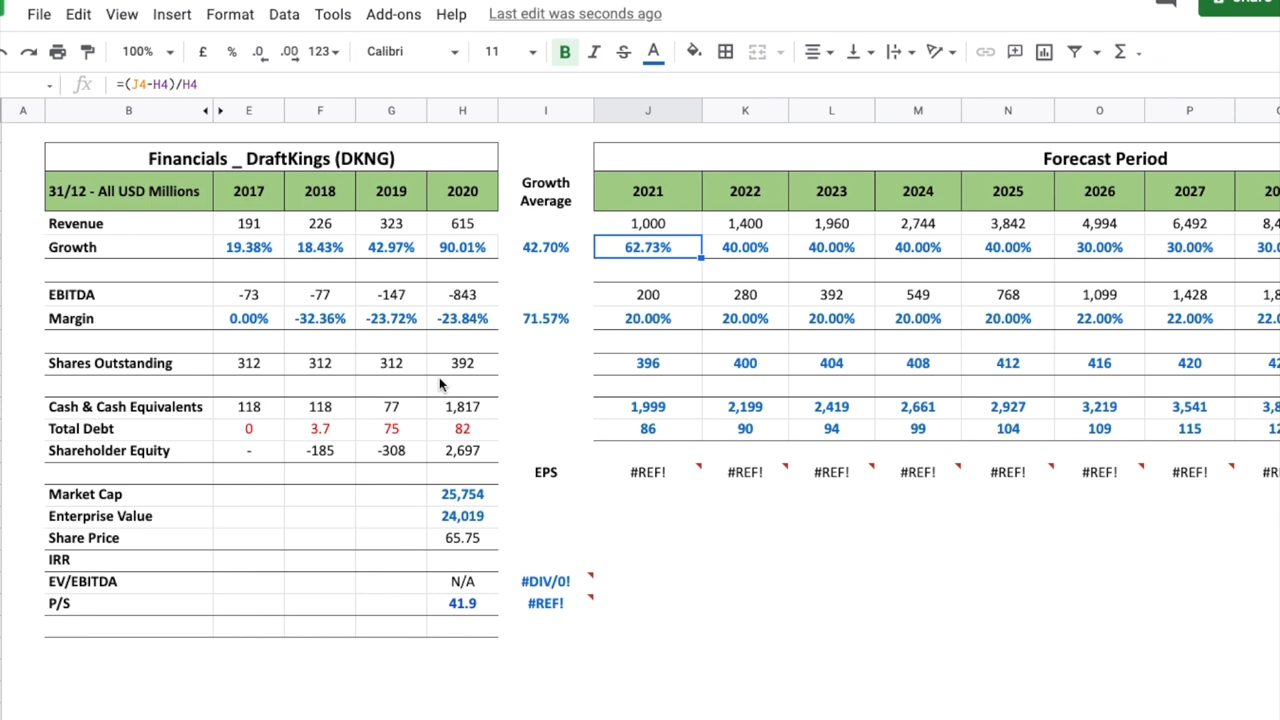 File Edit View Insert Format Data Tools Add-ons Help Last edit was seconds ago
100% £ % .0 .00 123 Calibri 11 B I S A Σ
fx =(J4-H4)/H4
A B E F G H I J K L M N O P
Financials _ DraftKings (DKNG) Forecast Period
31/12 - All USD Millions 2017 2018 2019 2020 Growth Average 2021 2022 2023 2024 2025 2026 2027 20
Revenue 191 226 323 615 1,000 1,400 1,960 2,744 3,842 4,994 6,492 8,4
Growth 19.38% 18.43% 42.97% 90.01% 42.70% 62.73% 40.00% 40.00% 40.00% 40.00% 30.00% 30.00% 30.0
EBITDA -73 -77 -147 -843 200 280 392 549 768 1,099 1,428 1,8
Margin 0.00% -32.36% -23.72% -23.84% 71.57% 20.00% 20.00% 20.00% 20.00% 20.00% 22.00% 22.00% 22.0
Shares Outstanding 312 312 312 392 396 400 404 408 412 416 420 42
Cash & Cash Equivalents 118 118 77 1,817 1,999 2,199 2,419 2,661 2,927 3,219 3,541 3,8
Total Debt 0 3.7 75 82 86 90 94 99 104 109 115 12
Shareholder Equity - -185 -308 2,697
EPS #REF! #REF! #REF! #REF! #REF! #REF! #REF! #R
Market Cap 25,754
Enterprise Value 24,019
Share Price 65.75
IRR
EV/EBITDA N/A #DIV/0!
P/S 41.9 #REF!